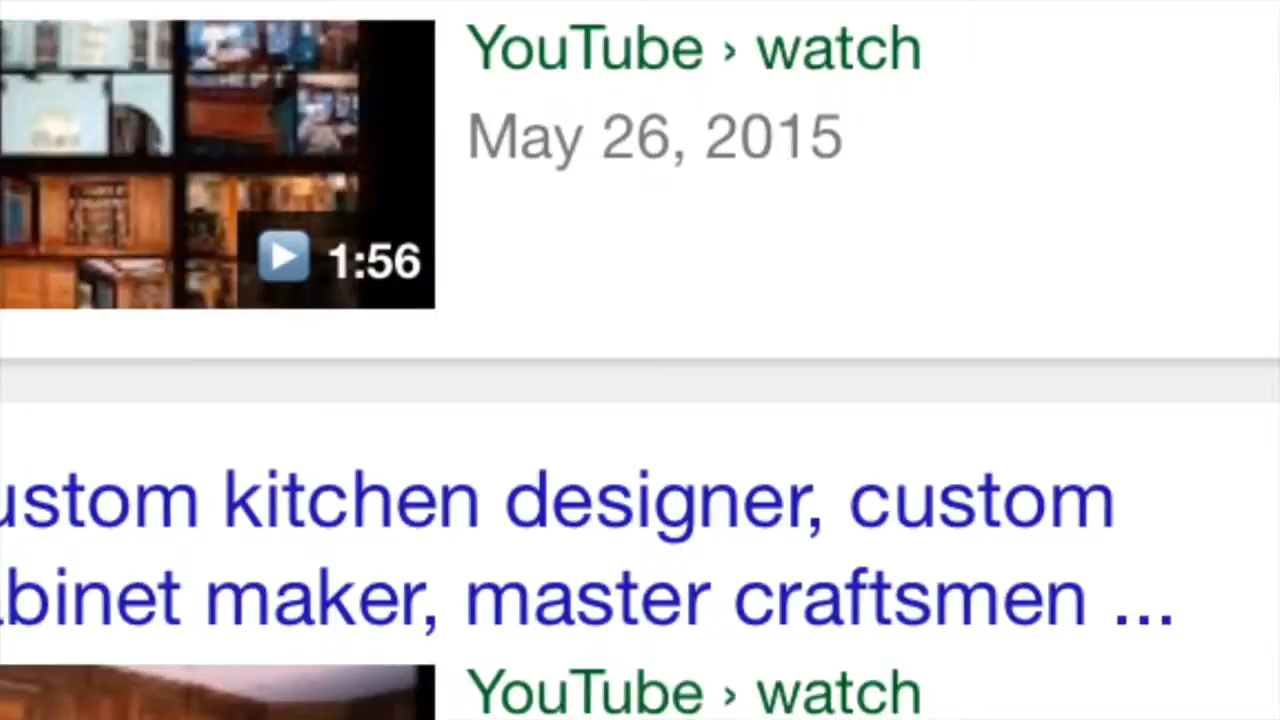 YouTube › watch
May 26, 2015
1:56
ustom kitchen designer, custom
binet maker, master craftsmen ...
YouTube › watch